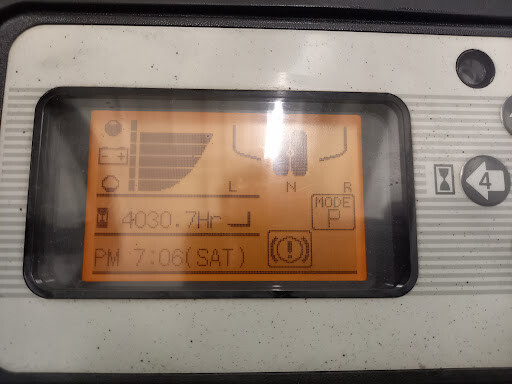 L N R
4030.7Hr
MODE
P
PM 7:06(SAT)
4